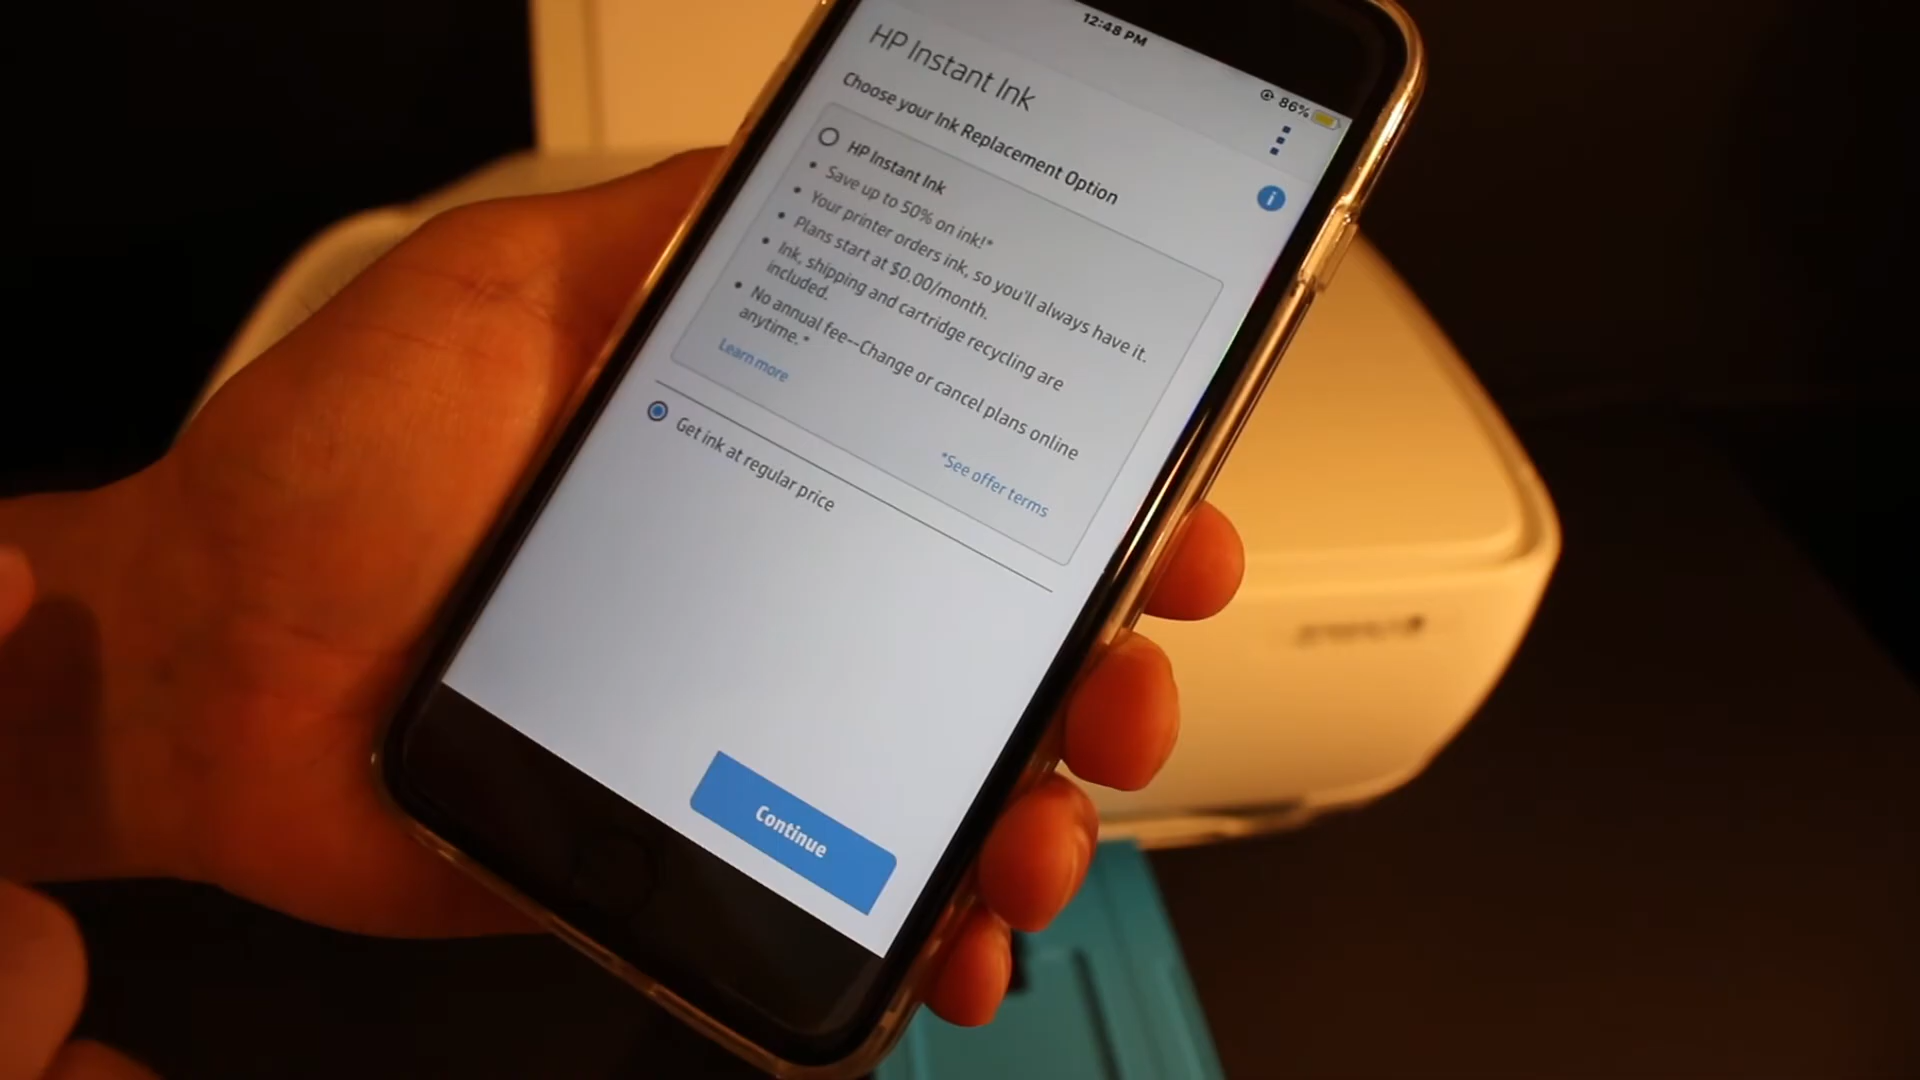 12:48 PM
86%
HP Instant Ink
Choose your Ink Replacement Option
HP Instant Ink
• Save up to 50% on ink!*
• Your printer orders ink, so you'll always have it.
• Plans start at $0.00/month.
• Ink, shipping and cartridge recycling are
included.
• No annual fee--Change or cancel plans online
anytime.*
Learn more
*See offer terms
Get ink at regular price
Continue